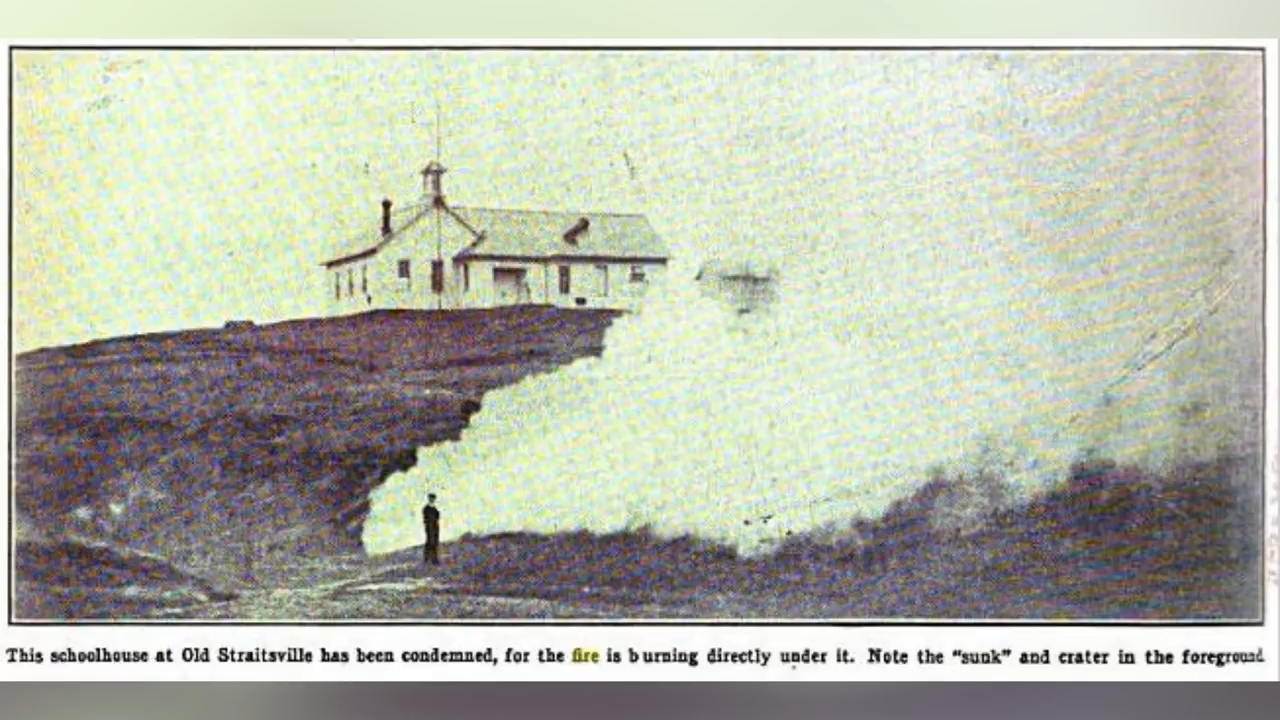 This schoolhouse at Old Straitsville has been condemned, for the fire is burning directly under it. Note the "sunk" and crater in the foreground